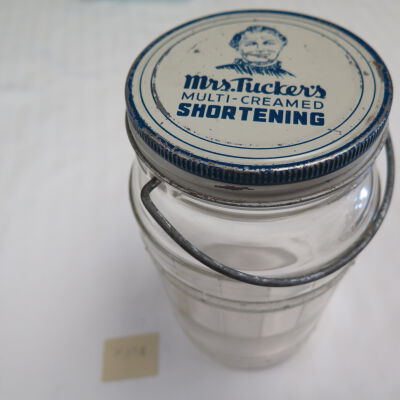 Mrs. Tucker's
MULTI-CREAMED
SHORTENING